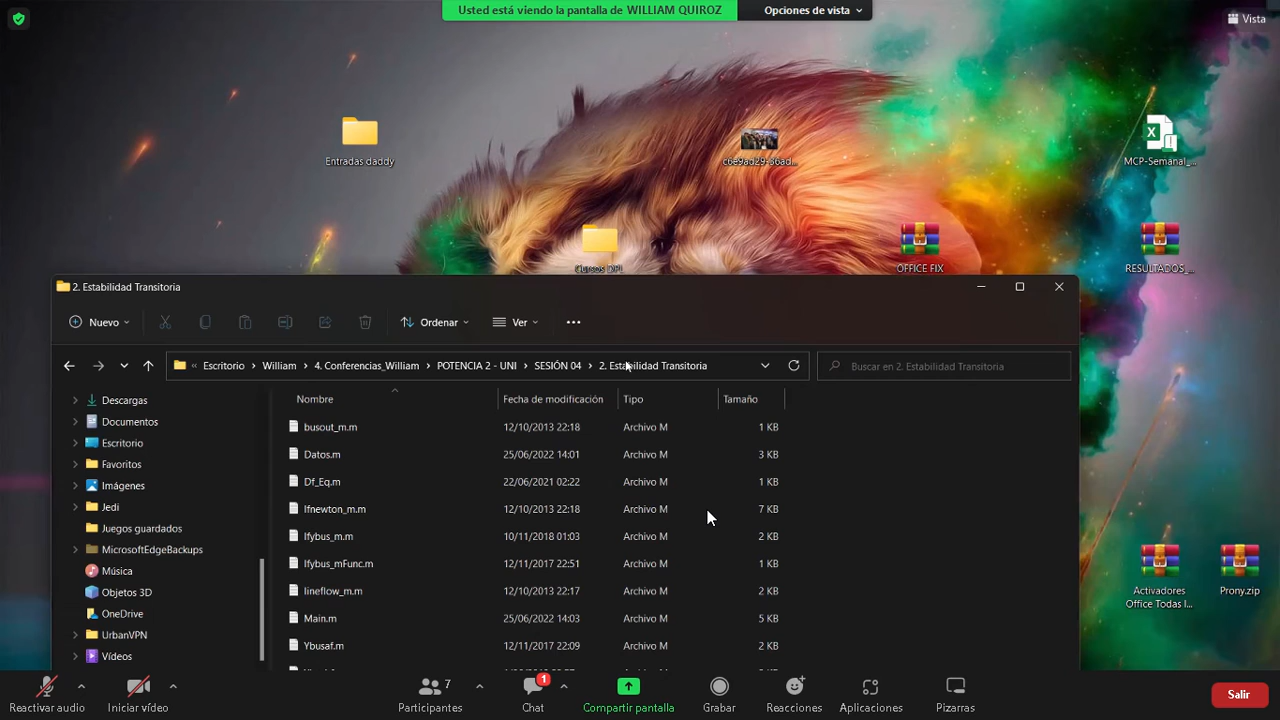 Usted está viendo la pantalla de WILLIAM QUIROZ
Opciones de vista
Vista
Entradas daddy
c6e9ad29-36ad...
MCP-Semanal_...
Cursos DPL
OFFICE FIX
RESULTADOS_...
2. Estabilidad Transitoria
Nuevo
Ordenar
Ver
Escritorio > William > 4. Conferencias_William > POTENCIA 2 - UNI > SESIÓN 04 > 2. Estabilidad Transitoria
Buscar en 2. Estabilidad Transitoria
Nombre Fecha de modificación Tipo Tamaño
Descargas
Documentos
Escritorio
Favoritos
Imágenes
Jedi
Juegos guardados
MicrosoftEdgeBackups
Música
Objetos 3D
OneDrive
UrbanVPN
Vídeos
busout_m.m 12/10/2013 22:18 Archivo M 1 KB
Datos.m 25/06/2022 14:01 Archivo M 3 KB
Df_Eq.m 22/06/2021 02:22 Archivo M 1 KB
lfnewton_m.m 12/10/2013 22:18 Archivo M 7 KB
lfybus_m.m 10/11/2018 01:03 Archivo M 2 KB
lfybus_mFunc.m 12/11/2017 22:51 Archivo M 1 KB
lineflow_m.m 12/10/2013 22:17 Archivo M 2 KB
Main.m 25/06/2022 14:03 Archivo M 5 KB
Ybusaf.m 12/11/2017 22:09 Archivo M 2 KB
Activadores
Office Todas l...
Prony.zip
Reactivar audio
Iniciar vídeo
7
Participantes
1
Chat
Compartir pantalla
Grabar
Reacciones
Aplicaciones
Pizarras
Salir